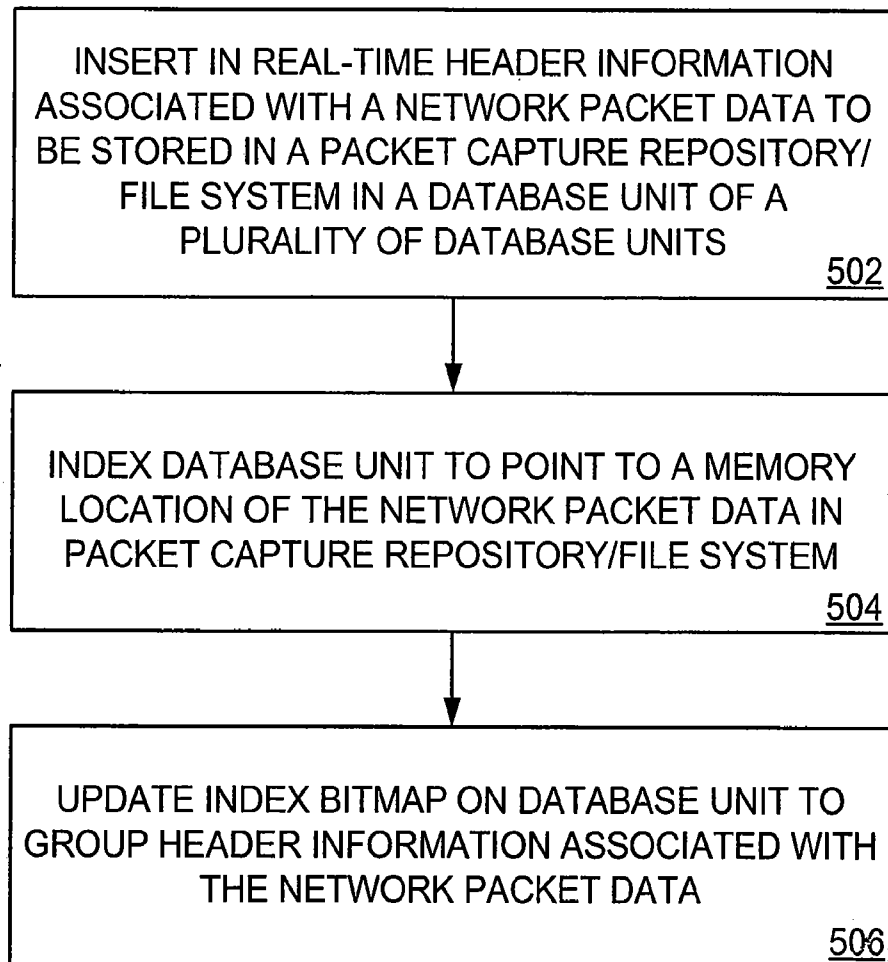 INSERT IN REAL-TIME HEADER INFORMATION
ASSOCIATED WITH A NETWORK PACKET DATA TO
BE STORED IN A PACKET CAPTURE REPOSITORY/
FILE SYSTEM IN A DATABASE UNIT OF A
PLURALITY OF DATABASE UNITS
502
INDEX DATABASE UNIT TO POINT TO A MEMORY
LOCATION OF THE NETWORK PACKET DATA IN
PACKET CAPTURE REPOSITORY/FILE SYSTEM
504
UPDATE INDEX BITMAP ON DATABASE UNIT TO
GROUP HEADER INFORMATION ASSOCIATED WITH
THE NETWORK PACKET DATA
506